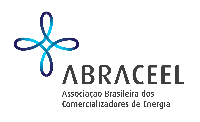 ABRACEEL
Associação Brasileira dos
Comercializadores de Energia